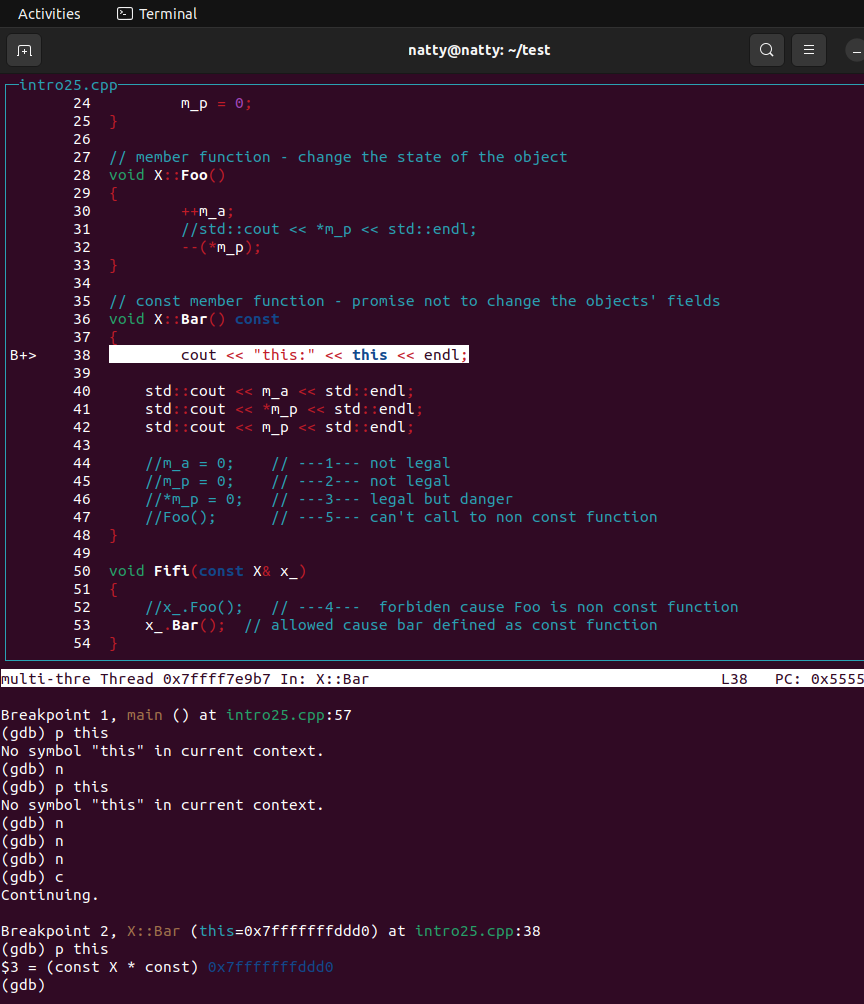 Activities Terminal
natty@natty: ~/test
intro25.cpp
24 m_p = 0;
25 }
26
27 // member function - change the state of the object
28 void X::Foo()
29 {
30 ++m_a;
31 //std::cout << *m_p << std::endl;
32 --(*m_p);
33 }
34
35 // const member function - promise not to change the objects' fields
36 void X::Bar() const
37 {
B+> 38 cout << "this:" << this << endl;
39
40 std::cout << m_a << std::endl;
41 std::cout << *m_p << std::endl;
42 std::cout << m_p << std::endl;
43
44 //m_a = 0; // ---1--- not legal
45 //m_p = 0; // ---2--- not legal
46 //*m_p = 0; // ---3--- legal but danger
47 //Foo(); // ---5--- can't call to non const function
48 }
49
50 void Fifi(const X& x_)
51 {
52 //x_.Foo(); // ---4--- forbiden cause Foo is non const function
53 x_.Bar(); // allowed cause bar defined as const function
54 }
multi-thre Thread 0x7ffff7e9b7 In: X::Bar L38 PC: 0x5555
Breakpoint 1, main () at intro25.cpp:57
(gdb) p this
No symbol "this" in current context.
(gdb) n
(gdb) p this
No symbol "this" in current context.
(gdb) n
(gdb) n
(gdb) n
(gdb) c
Continuing.
Breakpoint 2, X::Bar (this=0x7fffffffddd0) at intro25.cpp:38
(gdb) p this
$3 = (const X * const) 0x7fffffffddd0
(gdb)